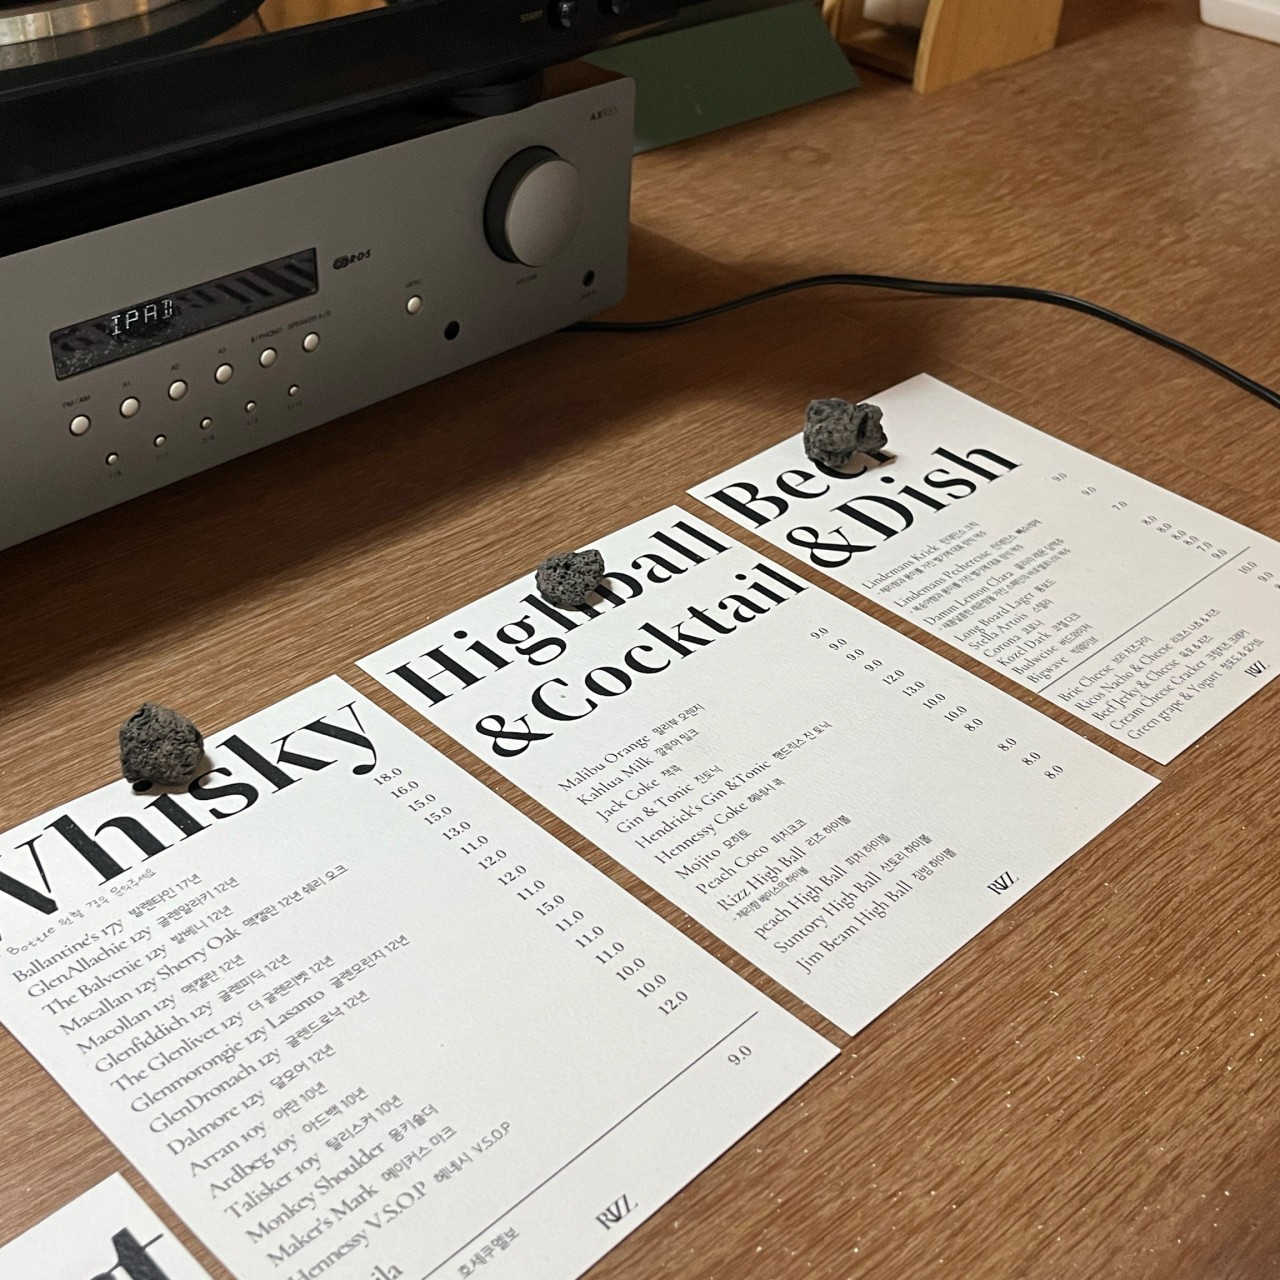 START
AXR85
RDS
IPAD
MENU
VOLUME
FM / AM
A1
A2
A3
Whisky
Bottle 원할 경우 문의주세요
Ballantine's 17y 발렌타인 17년 18.0
GlenAllachie 12y 글렌알라키 12년 16.0
The Balvenie 12y 발베니 12년 15.0
Macallan 12y Sherry Oak 맥캘란 12년 쉐리 오크 15.0
Macollan 12y 맥캘란 12년 13.0
Glenfiddich 12y 글렌피딕 12년 11.0
The Glenlivet 12y 더 글렌리벳 12년 12.0
Glenmorongie 12y Lasanto 글렌모린지 12년 12.0
GlenDronach 12y 글렌드로낙 12년 11.0
Dalmore 12y 달모어 12년 15.0
Arran 10y 아란 10년 11.0
Ardbeg 10y 아드벡 10년 11.0
Talisker 10y 탈리스커 10년 11.0
Monkey Shoulder 몽키숄더 10.0
Maker's Mark 메이커스 마크 10.0
Hennessy V.S.O.P 헤네시 V.S.O.P 12.0
호세쿠엘보 9.0
RIZZ
Highball
&Cocktail
Malibu Orange 말리부 오렌지 9.0
Kahlua Milk 깔루아 밀크 9.0
Jack Coke 잭콕 9.0
Gin & Tonic 진토닉 9.0
Hendrick's Gin &Tonic 핸드릭스 진 토닉 12.0
Hennessy Coke 헤네시 콕 13.0
Mojito 모히토 10.0
Peach Coco 피치코코 10.0
Rizz High Ball 리즈 하이볼 8.0
- 체리향 베이스의 하이볼
peach High Ball 피치 하이볼 8.0
Suntory High Ball 산토리 하이볼 8.0
Jim Beam High Ball 짐빔 하이볼 8.0
RIZZ
Beer
&Dish
Lindemans Kriek 린데만스 크릭 9.0
Lindemans Pecheresse 린데만스 빼슈레제 9.0
Damm Lemon Clara 7.0
Long Board Lager 롱보드 8.0
Stella Artois 스텔라 8.0
Corona 코로나 8.0
Kozel Dark 코젤 다크 7.0
Budweise 버드와이저
Bigwave 빅웨이브 9.0
Brie Cheese 브리 치즈구이 10.0
Ricos Nacho & Cheese 리코스 나쵸 & 치즈 9.0
Beef Jerky & Cheese 육포 & 치즈
Cream Cheese Cracker 크림치즈 크래커
Green grape & Yogurt 청포도 & 요거트
RIZZ